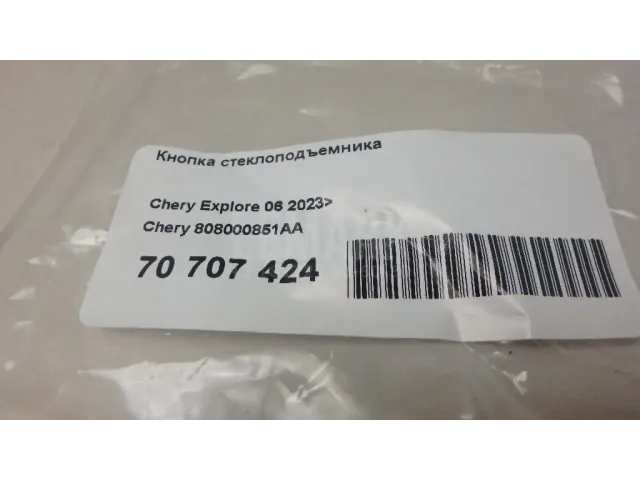 Кнопка стеклоподъемника
Chery Explore 06 2023>
Chery 808000851AA
70 707 424